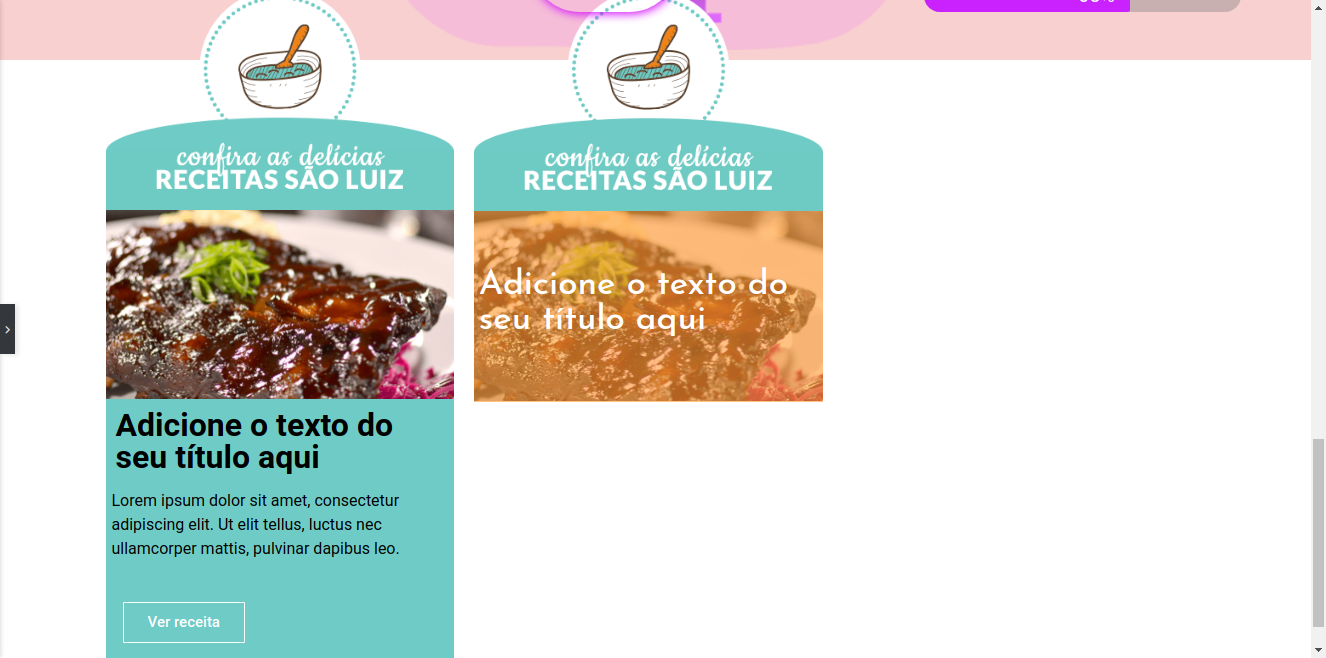 confira as delícias
RECEITAS SÃO LUIZ
Adicione o texto do
seu título aqui
Lorem ipsum dolor sit amet, consectetur
adipiscing elit. Ut elit tellus, luctus nec
ullamcorper mattis, pulvinar dapibus leo.
Ver receita
confira as delícias
RECEITAS SÃO LUIZ
Adicione o texto do
seu título aqui